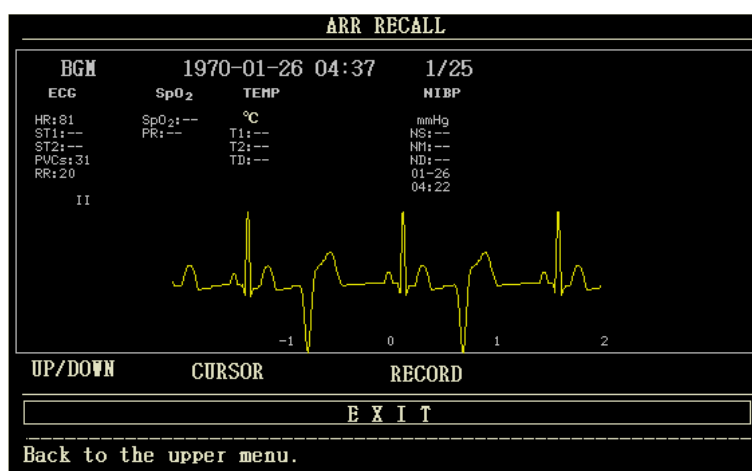 ARR RECALL
BGM 1970-01-26 04:37 1/25
ECG SpO₂ TEMP NIBP
HR:81 SpO₂:-- °C mmHg
ST1:-- PR:-- T1:-- NS:--
ST2:-- T2:-- NM:--
PVCs:31 TD:-- ND:--
RR:20 01-26
04:22
II
-1 0 1 2
UP/DOWN CURSOR RECORD
E X I T
Back to the upper menu.